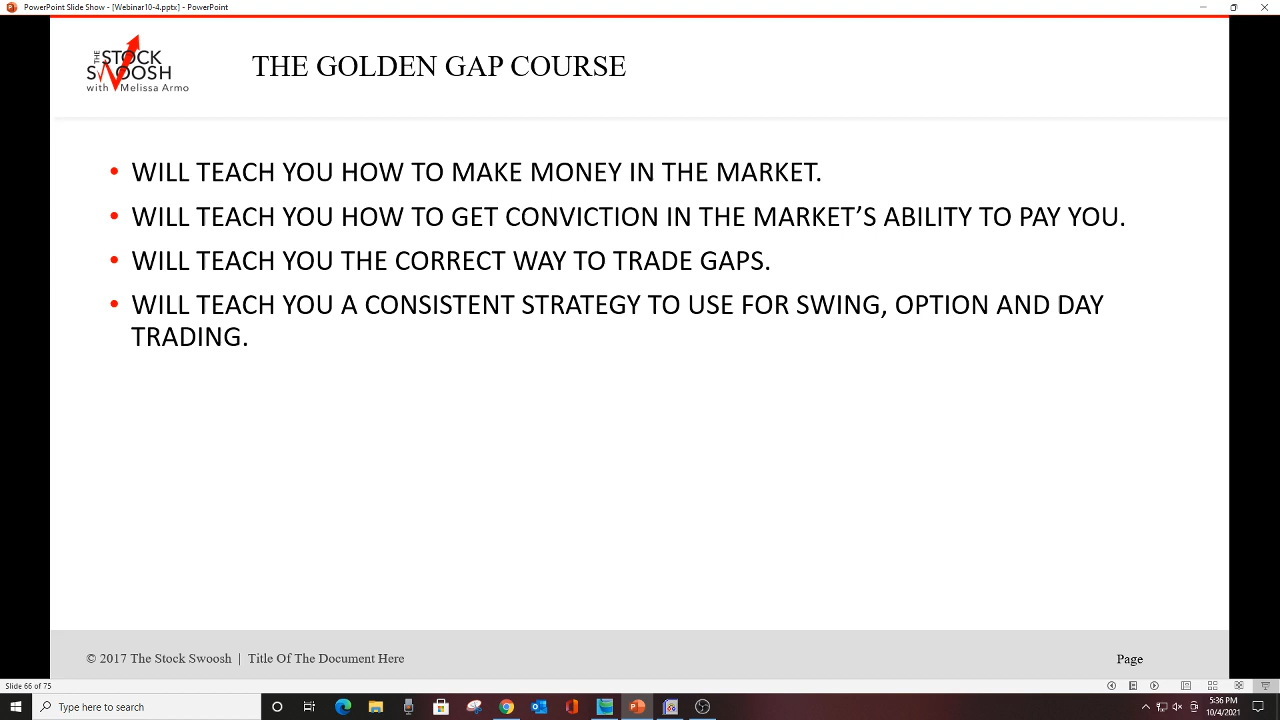 PowerPoint Slide Show - [Webinar10-4.pptx] - PowerPoint
THE STOCK
SWOOSH
with Melissa Armo
THE GOLDEN GAP COURSE
• WILL TEACH YOU HOW TO MAKE MONEY IN THE MARKET.
• WILL TEACH YOU HOW TO GET CONVICTION IN THE MARKET’S ABILITY TO PAY YOU.
• WILL TEACH YOU THE CORRECT WAY TO TRADE GAPS.
• WILL TEACH YOU A CONSISTENT STRATEGY TO USE FOR SWING, OPTION AND DAY
TRADING.
© 2017 The Stock Swoosh | Title Of The Document Here
Page
Slide 66 of 75
Type here to search
5:36 PM
10/4/2021